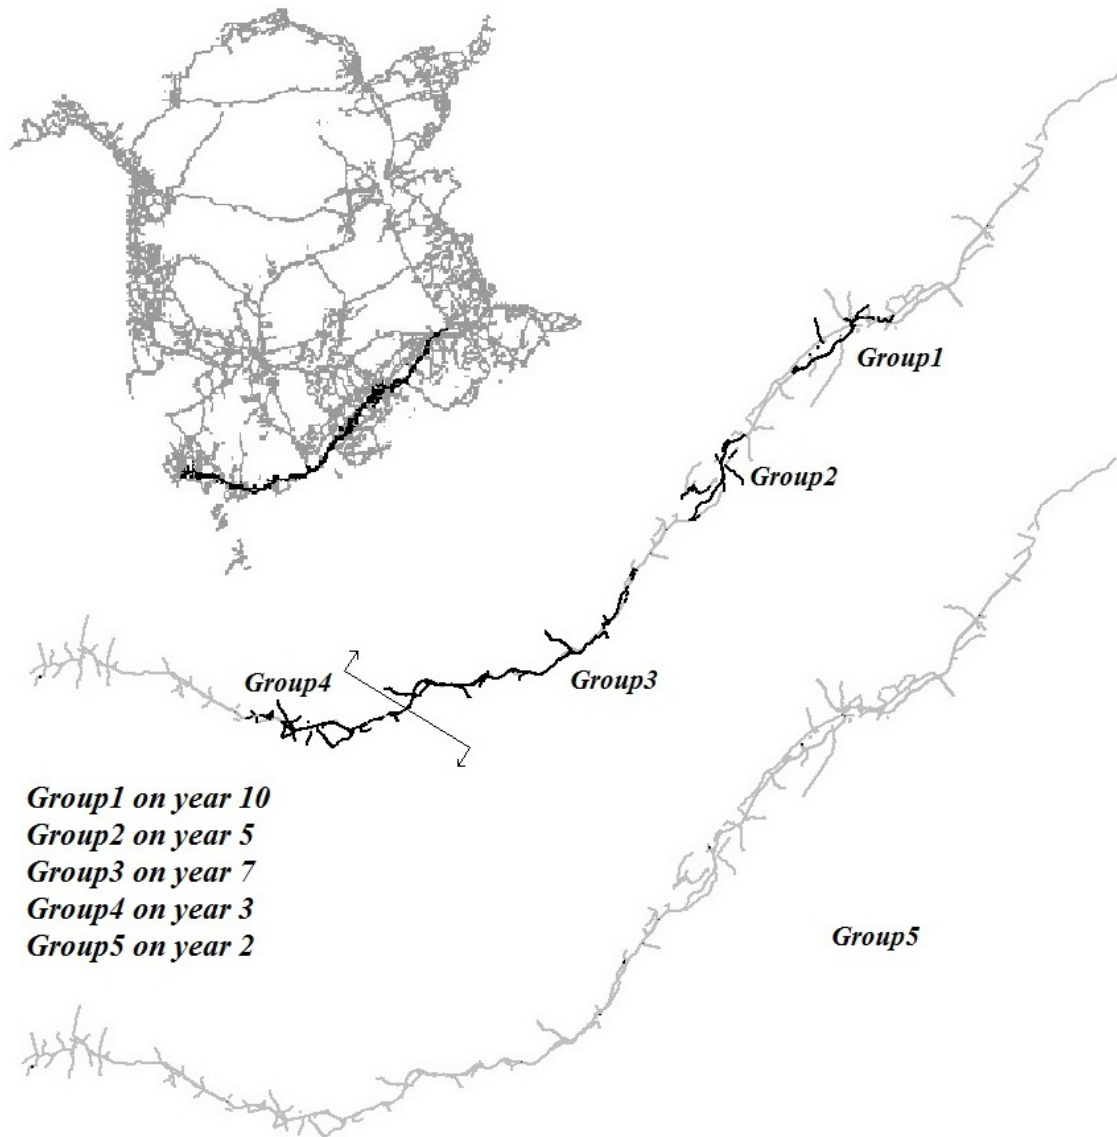 Group1
Group2
Group3
Group4
Group1 on year 10
Group2 on year 5
Group3 on year 7
Group4 on year 3
Group5 on year 2
Group5